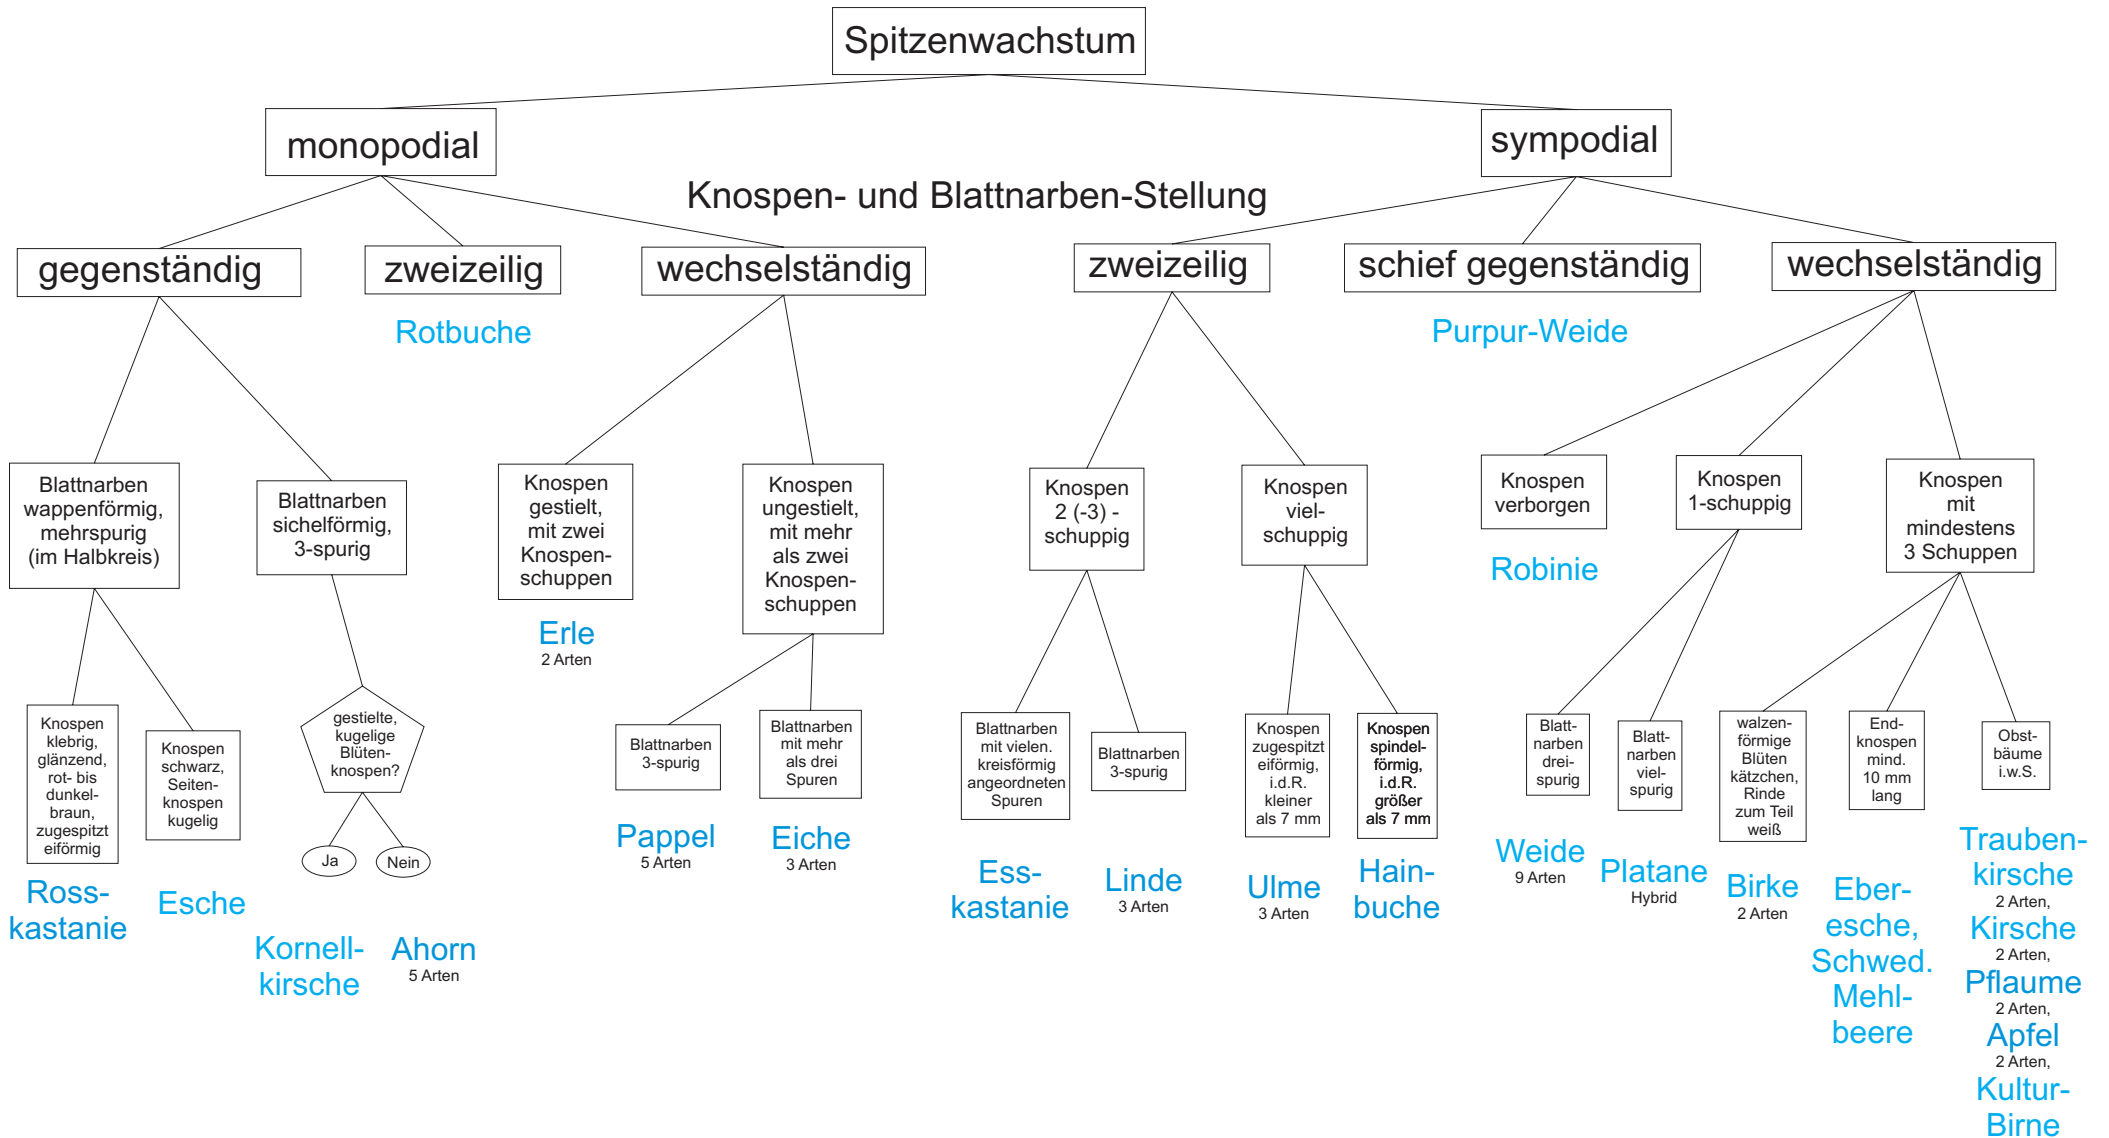 Spitzenwachstum
monopodial
sympodial
Knospen- und Blattnarben-Stellung
gegenständig
zweizeilig
wechselständig
zweizeilig
schief gegenständig
wechselständig
Rotbuche
Purpur-Weide
Blattnarben
wappenförmig,
mehrspurig
(im Halbkreis)
Blattnarben
sichelförmig,
3-spurig
Knospen
gestielt,
mit zwei
Knospen-
schuppen
Erle
2 Arten
Knospen
ungestielt,
mit mehr
als zwei
Knospen-
schuppen
Knospen
2 (-3) -
schuppig
Knospen
viel-
schuppig
Knospen
verborgen
Robinie
Knospen
1-schuppig
Knospen
mit
mindestens
3 Schuppen
Knospen
klebrig,
glänzend,
rot- bis
dunkel-
braun,
zugespitzt
eiförmig
Ross-
kastanie
Knospen
schwarz,
Seiten-
knospen
kugelig
Esche
gestielte,
kugelige
Blüten-
knospen?
Ja
Nein
Kornell-
kirsche
Ahorn
5 Arten
Blattnarben
3-spurig
Pappel
5 Arten
Blattnarben
mit mehr
als drei
Spuren
Eiche
3 Arten
Blattnarben
mit vielen.
kreisförmig
angeordneten
Spuren
Ess-
kastanie
Blattnarben
3-spurig
Linde
3 Arten
Knospen
zugespitzt
eiförmig,
i.d.R.
kleiner
als 7 mm
Ulme
3 Arten
Knospen
spindel-
förmig,
i.d.R.
größer
als 7 mm
Hain-
buche
Blatt-
narben
drei-
spurig
Weide
9 Arten
Blatt-
narben
viel-
spurig
Platane
Hybrid
walzen-
förmige
Blüten
kätzchen,
Rinde
zum Teil
weiß
Birke
2 Arten
End-
knospen
mind.
10 mm
lang
Eber-
esche,
Schwed.
Mehl-
beere
Obst-
bäume
i.w.S.
Trauben-
kirsche
2 Arten,
Kirsche
2 Arten,
Pflaume
2 Arten,
Apfel
2 Arten,
Kultur-
Birne